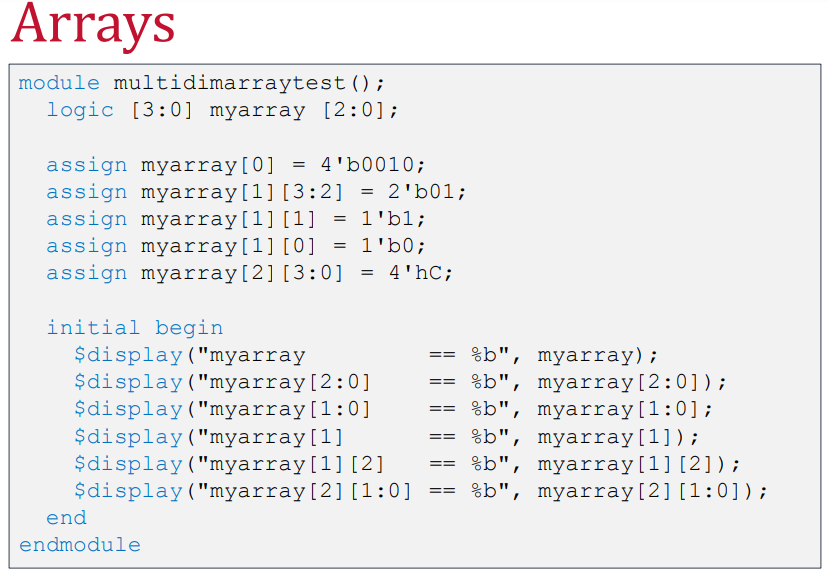 Arrays
module multidimarraytest();
  logic [3:0] myarray [2:0];

  assign myarray[0] = 4'b0010;
  assign myarray[1][3:2] = 2'b01;
  assign myarray[1][1] = 1'b1;
  assign myarray[1][0] = 1'b0;
  assign myarray[2][3:0] = 4'hC;

  initial begin
    $display("myarray         == %b", myarray);
    $display("myarray[2:0]    == %b", myarray[2:0]);
    $display("myarray[1:0]    == %b", myarray[1:0];
    $display("myarray[1]      == %b", myarray[1]);
    $display("myarray[1][2]   == %b", myarray[1][2]);
    $display("myarray[2][1:0] == %b", myarray[2][1:0]);
  end
endmodule